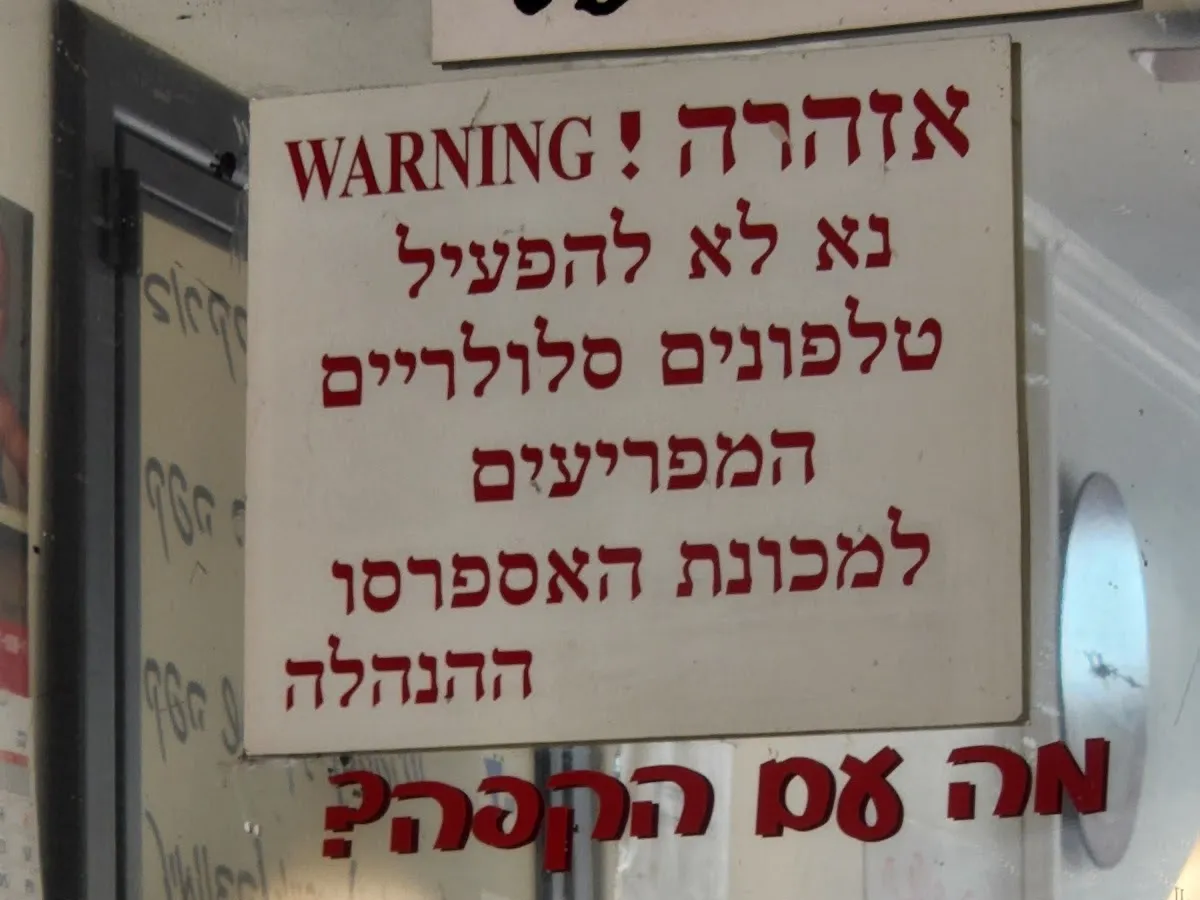 אזהרה ! WARNING
נא לא להפעיל
טלפונים סלולריים
המפריעים
למכונת האספרסו
ההנהלה
מה עם הקפה?